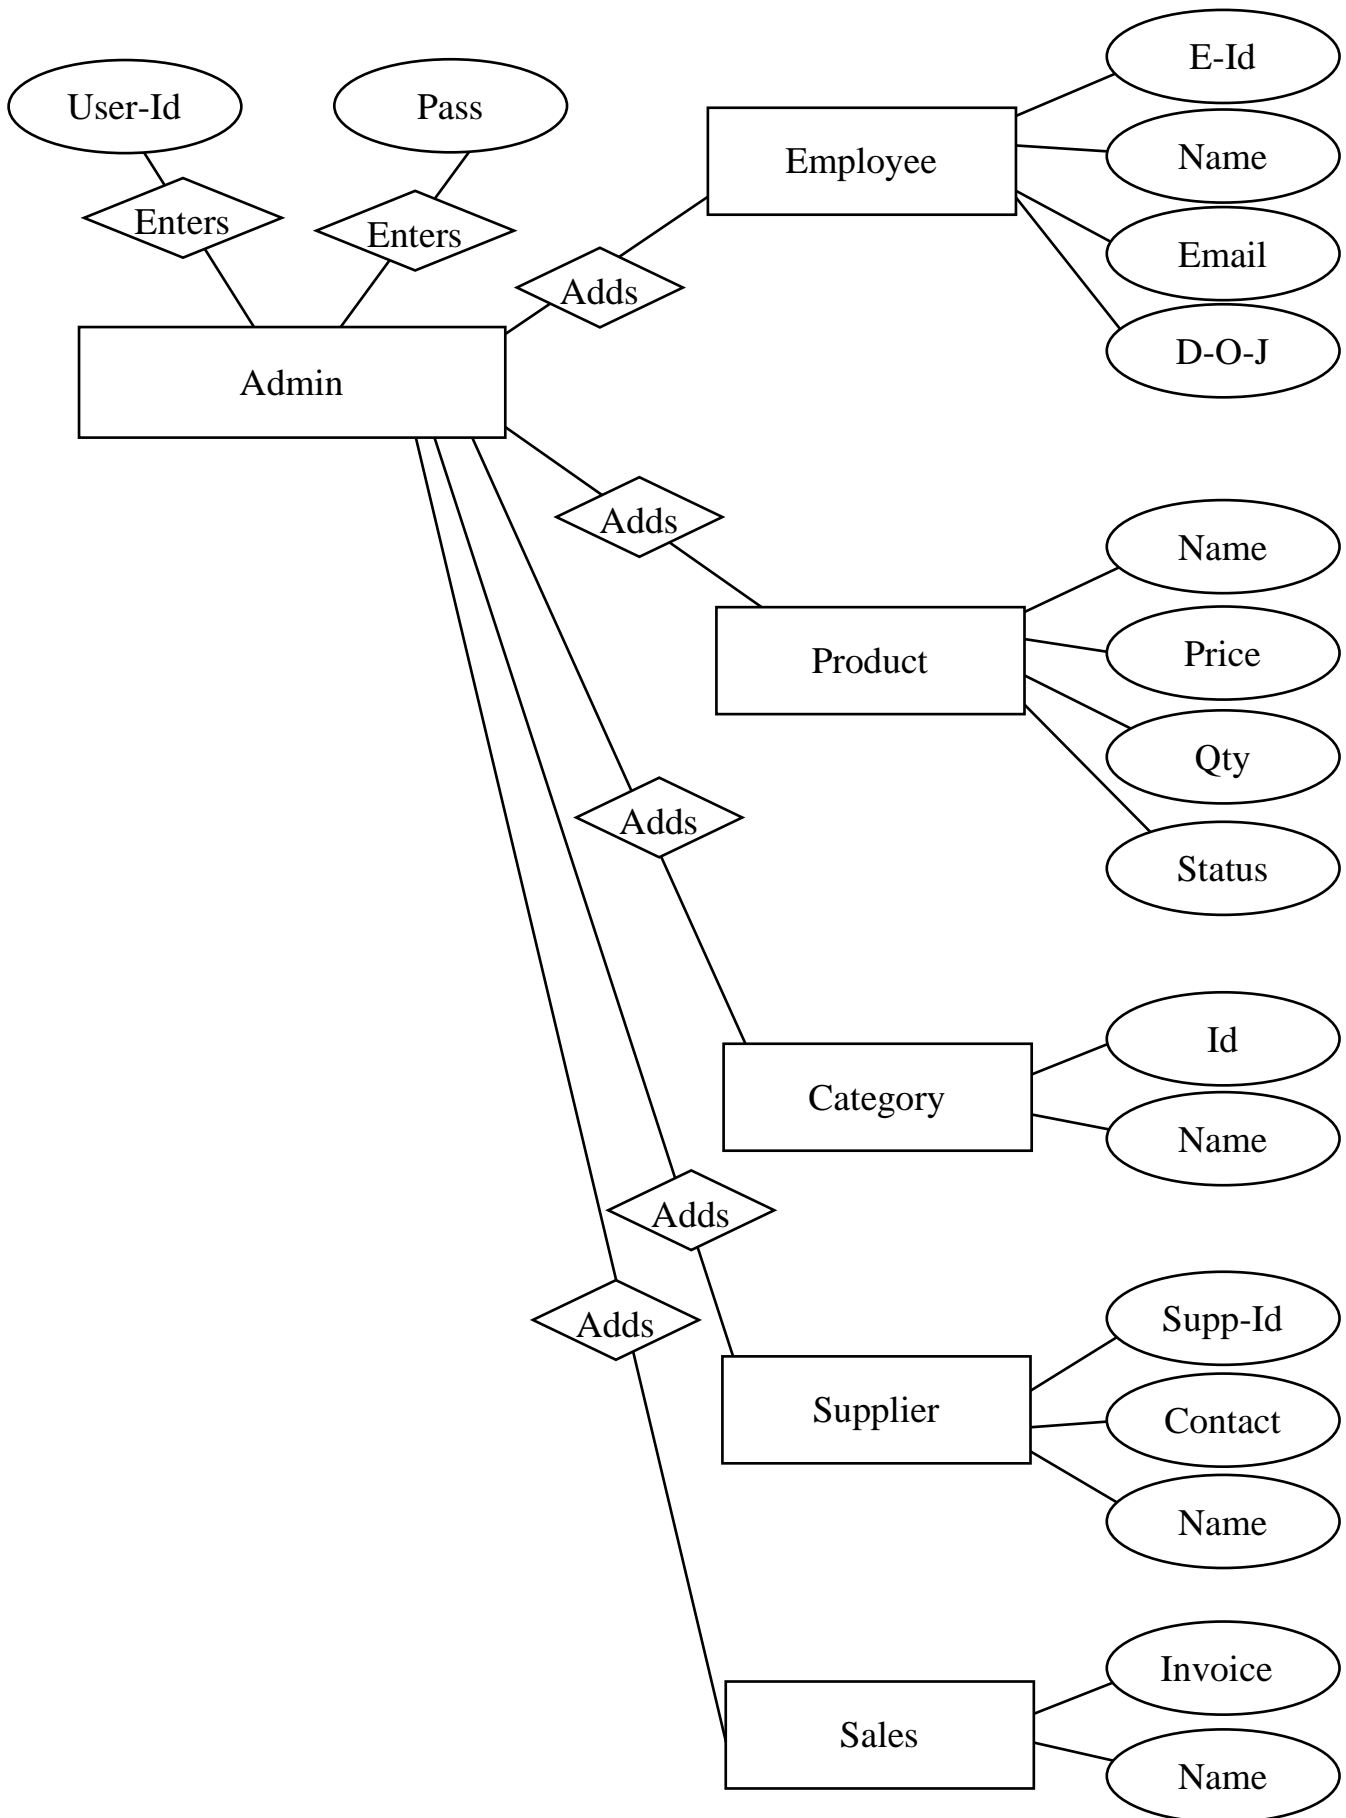 E-Id
User-Id
Pass
Name
Employee
Enters
Enters
Email
Adds
D-O-J
Admin
Adds
Name
Product
Price
Qty
Adds
Status
Id
Category
Name
Adds
Supp-Id
Adds
Supplier
Contact
Name
Invoice
Sales
Name